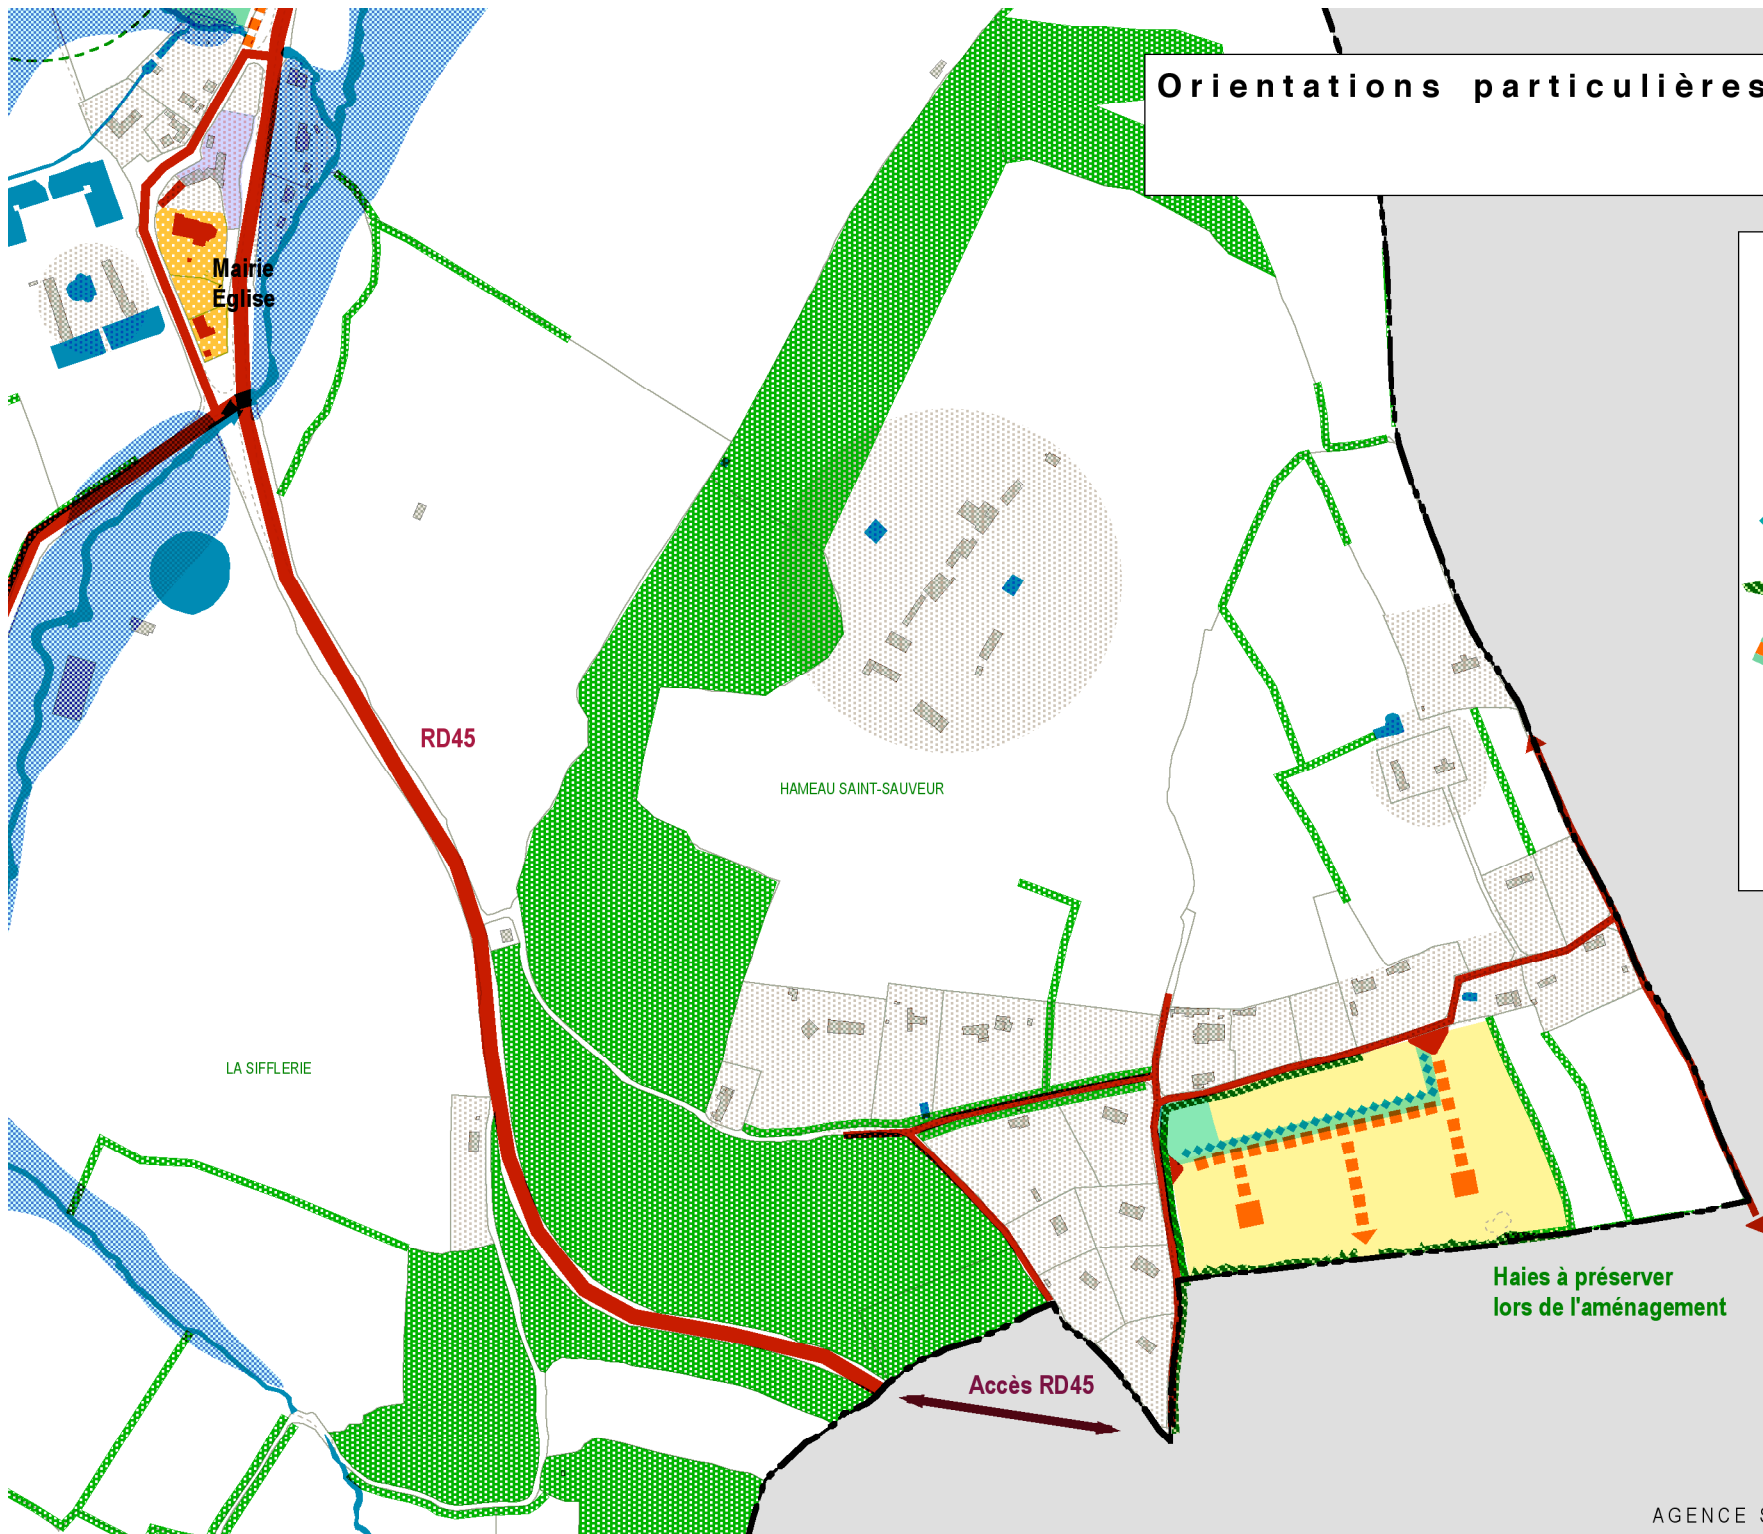 Orientations particulières
Mairie
Église
RD45
HAMEAU SAINT-SAUVEUR
LA SIFFLERIE
Haies à préserver
lors de l'aménagement
Accès RD45
AGENCE